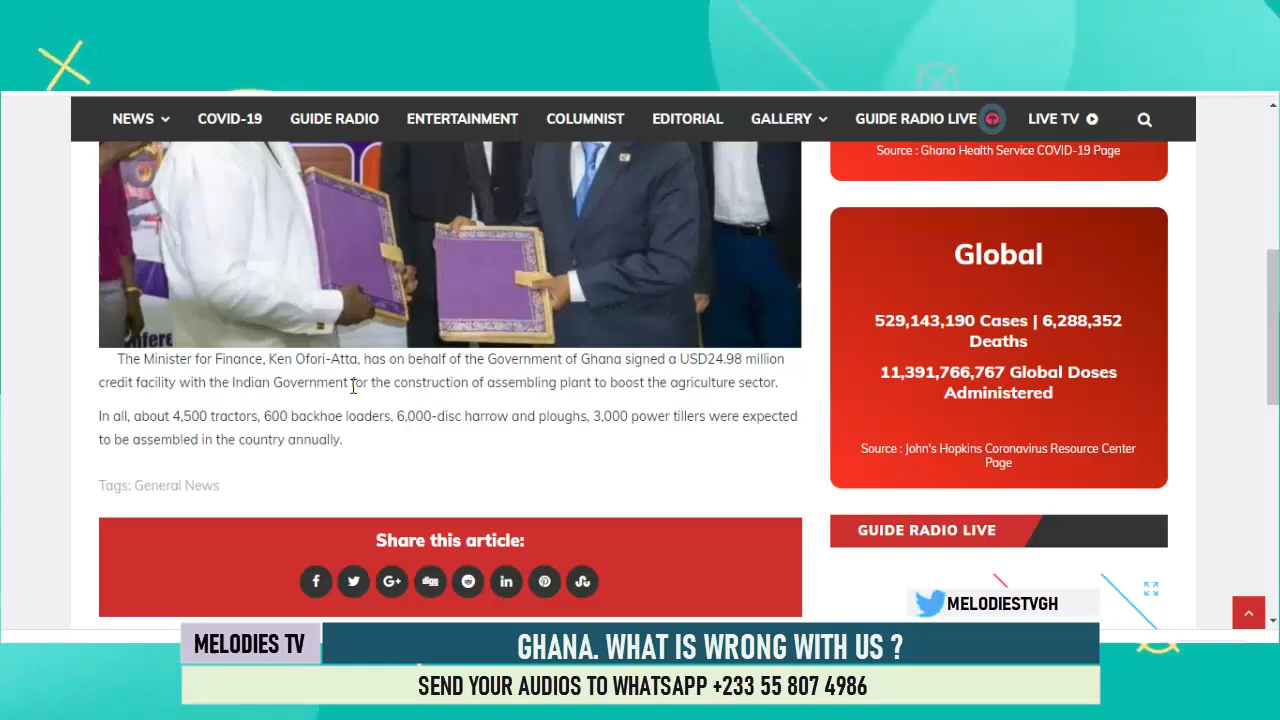 NEWS COVID-19 GUIDE RADIO ENTERTAINMENT COLUMNIST EDITORIAL GALLERY GUIDE RADIO LIVE LIVE TV
The Minister for Finance, Ken Ofori-Atta, has on behalf of the Government of Ghana signed a USD24.98 million
credit facility with the Indian Government for the construction of assembling plant to boost the agriculture sector.
In all, about 4,500 tractors, 600 backhoe loaders, 6,000-disc harrow and ploughs, 3,000 power tillers were expected
to be assembled in the country annually.
Tags: General News
Share this article:
Source : Ghana Health Service COVID-19 Page
Global
529,143,190 Cases | 6,288,352
Deaths
11,391,766,767 Global Doses
Administered
Source : John's Hopkins Coronavirus Resource Center
Page
GUIDE RADIO LIVE
MELODIESTVGH
MELODIES TV
GHANA. WHAT IS WRONG WITH US ?
SEND YOUR AUDIOS TO WHATSAPP +233 55 807 4986